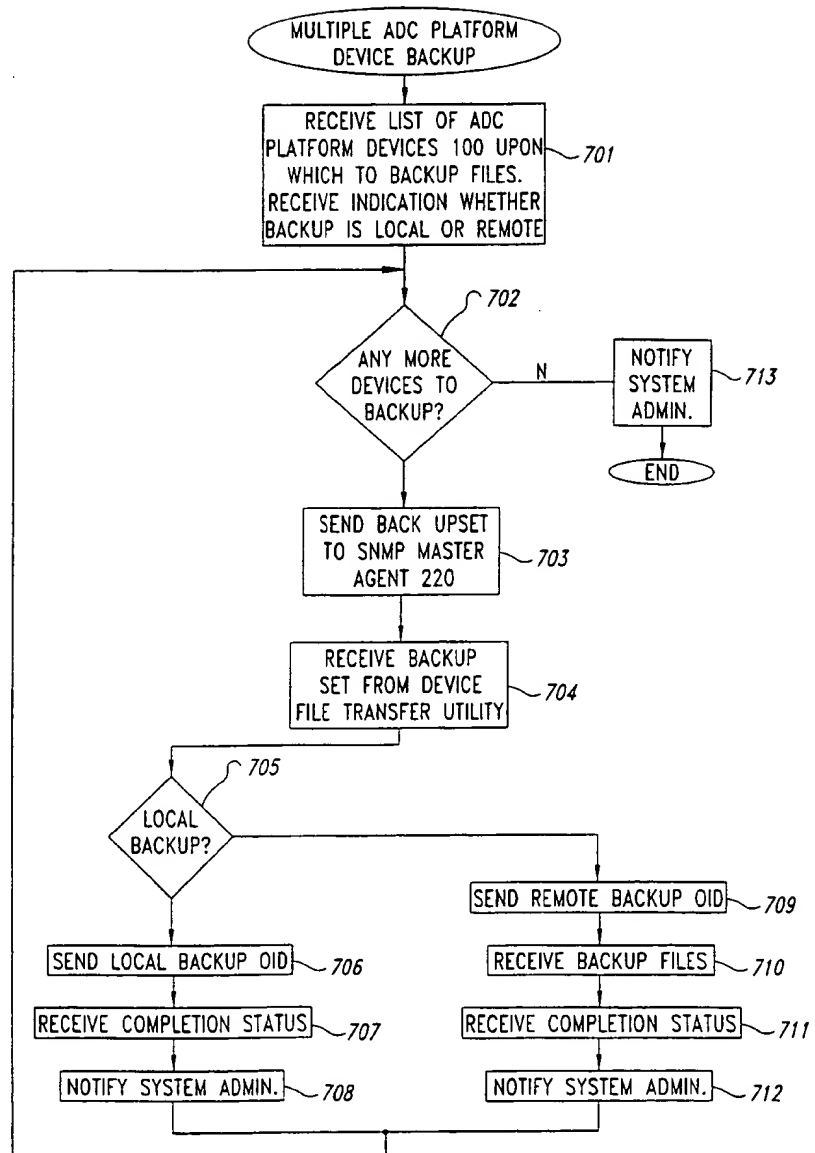 MULTIPLE ADC PLATFORM
DEVICE BACKUP
RECEIVE LIST OF ADC
PLATFORM DEVICES 100 UPON
WHICH TO BACKUP FILES.
RECEIVE INDICATION WHETHER
BACKUP IS LOCAL OR REMOTE
701
702
ANY MORE
DEVICES TO
BACKUP?
N
NOTIFY
SYSTEM
ADMIN.
713
END
SEND BACK UPSET
TO SNMP MASTER
AGENT 220
703
RECEIVE BACKUP
SET FROM DEVICE
FILE TRANSFER UTILITY
704
705
LOCAL
BACKUP?
SEND REMOTE BACKUP OID
709
SEND LOCAL BACKUP OID
706
RECEIVE BACKUP FILES
710
RECEIVE COMPLETION STATUS
707
RECEIVE COMPLETION STATUS
711
NOTIFY SYSTEM ADMIN.
708
NOTIFY SYSTEM ADMIN.
712